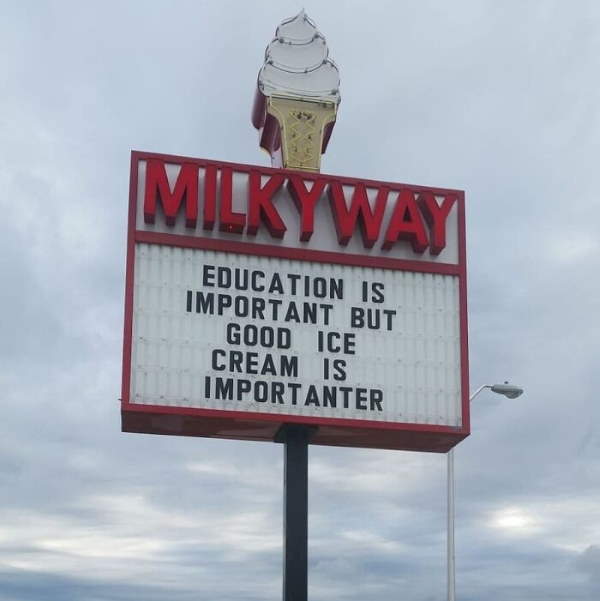 MILKYWAY
EDUCATION IS
IMPORTANT BUT
GOOD ICE
CREAM IS
IMPORTANTER